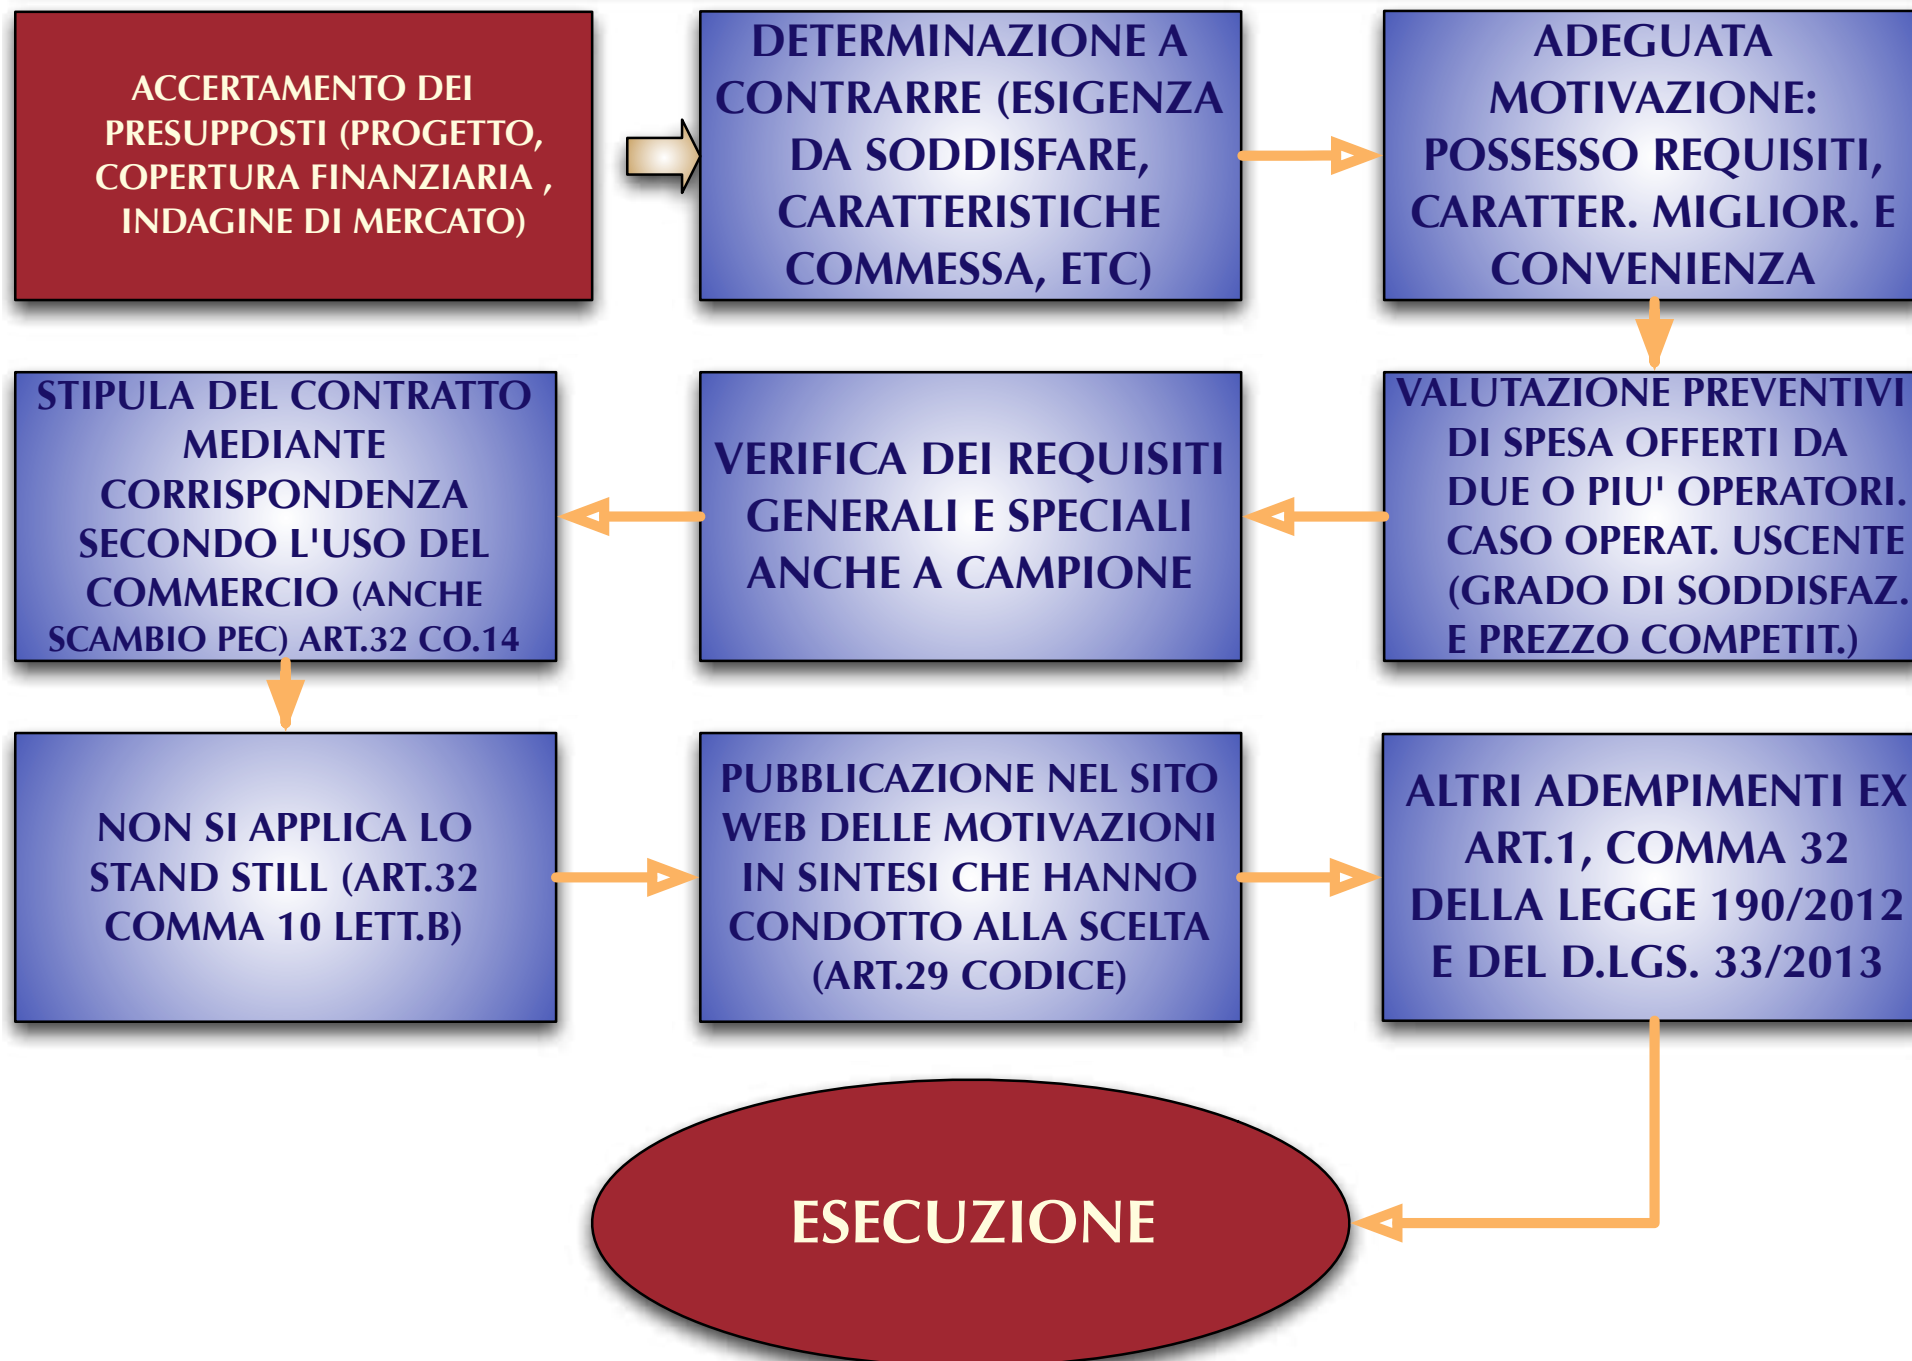 ACCERTAMENTO DEI
PRESUPPOSTI (PROGETTO,
COPERTURA FINANZIARIA ,
INDAGINE DI MERCATO)
DETERMINAZIONE A
CONTRARRE (ESIGENZA
DA SODDISFARE,
CARATTERISTICHE
COMMESSA, ETC)
ADEGUATA
MOTIVAZIONE:
POSSESSO REQUISITI,
CARATTER. MIGLIOR. E
CONVENIENZA
VALUTAZIONE PREVENTIVI
DI SPESA OFFERTI DA
DUE O PIU' OPERATORI.
CASO OPERAT. USCENTE
(GRADO DI SODDISFAZ.
E PREZZO COMPETIT.)
VERIFICA DEI REQUISITI
GENERALI E SPECIALI
ANCHE A CAMPIONE
STIPULA DEL CONTRATTO
MEDIANTE
CORRISPONDENZA
SECONDO L'USO DEL
COMMERCIO (ANCHE
SCAMBIO PEC) ART.32 CO.14
NON SI APPLICA LO
STAND STILL (ART.32
COMMA 10 LETT.B)
PUBBLICAZIONE NEL SITO
WEB DELLE MOTIVAZIONI
IN SINTESI CHE HANNO
CONDOTTO ALLA SCELTA
(ART.29 CODICE)
ALTRI ADEMPIMENTI EX
ART.1, COMMA 32
DELLA LEGGE 190/2012
E DEL D.LGS. 33/2013
ESECUZIONE